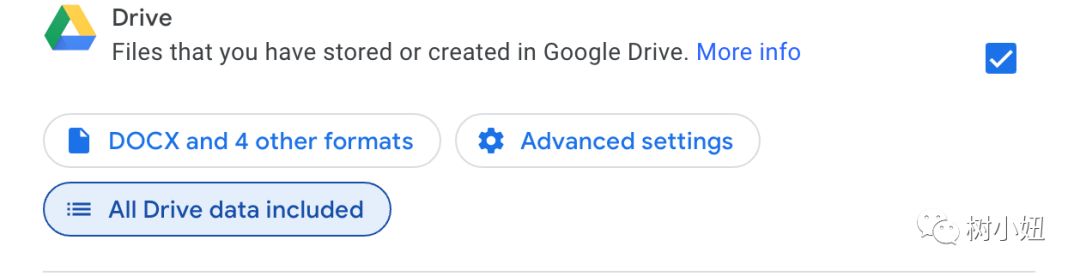 Drive
Files that you have stored or created in Google Drive. More info
DOCX and 4 other formats
Advanced settings
All Drive data included
树小妞